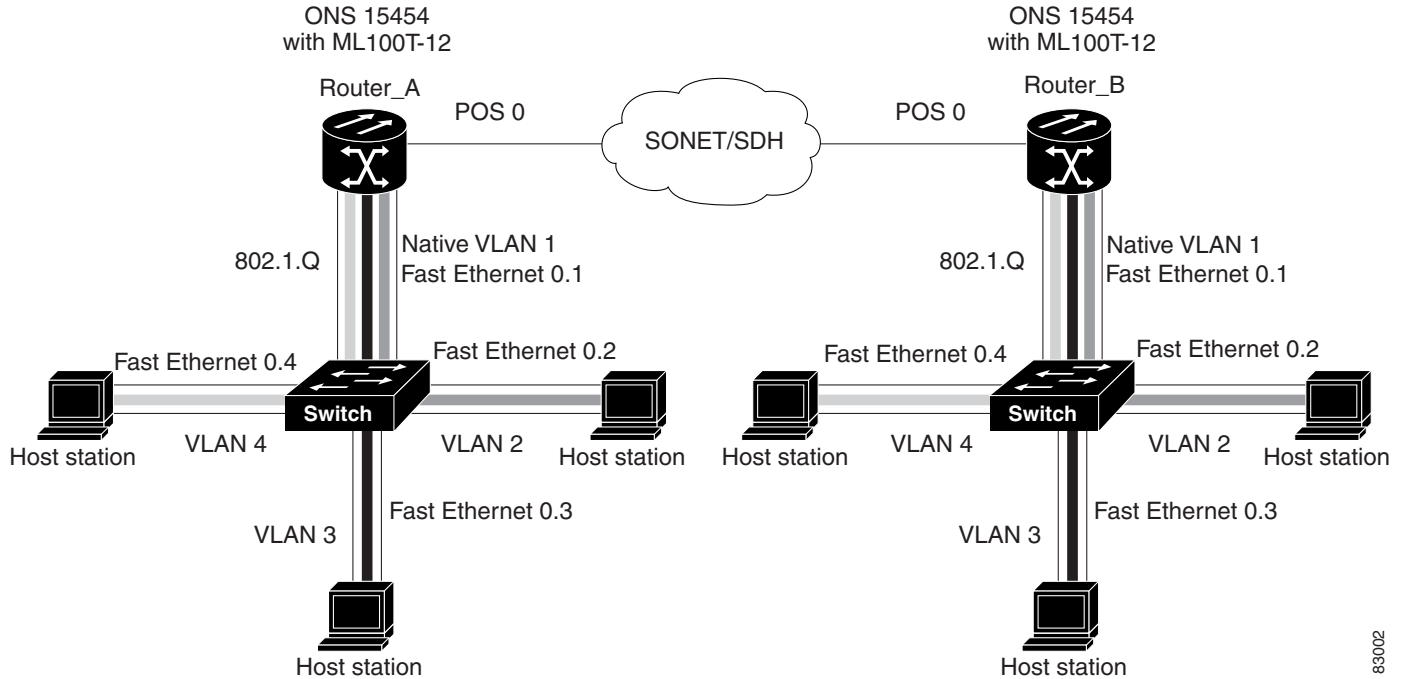 ONS 15454
with ML100T-12
ONS 15454
with ML100T-12
Router_A
Router_B
POS 0
SONET/SDH
POS 0
802.1.Q
Native VLAN 1
Fast Ethernet 0.1
802.1.Q
Native VLAN 1
Fast Ethernet 0.1
Fast Ethernet 0.4
Fast Ethernet 0.2
Fast Ethernet 0.4
Fast Ethernet 0.2
Switch
Switch
Host station
VLAN 4
VLAN 2
Host station
Host station
VLAN 4
VLAN 2
Host station
Fast Ethernet 0.3
VLAN 3
Fast Ethernet 0.3
VLAN 3
Host station
Host station
83002